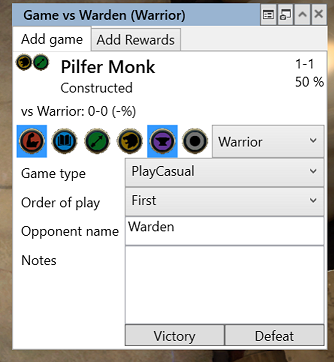 Game vs Warden (Warrior)
Add game Add Rewards
Pilfer Monk 1-1
Constructed 50 %
vs Warrior: 0-0 (-%)
Warrior
Game type PlayCasual
Order of play First
Opponent name Warden
Notes
Victory Defeat